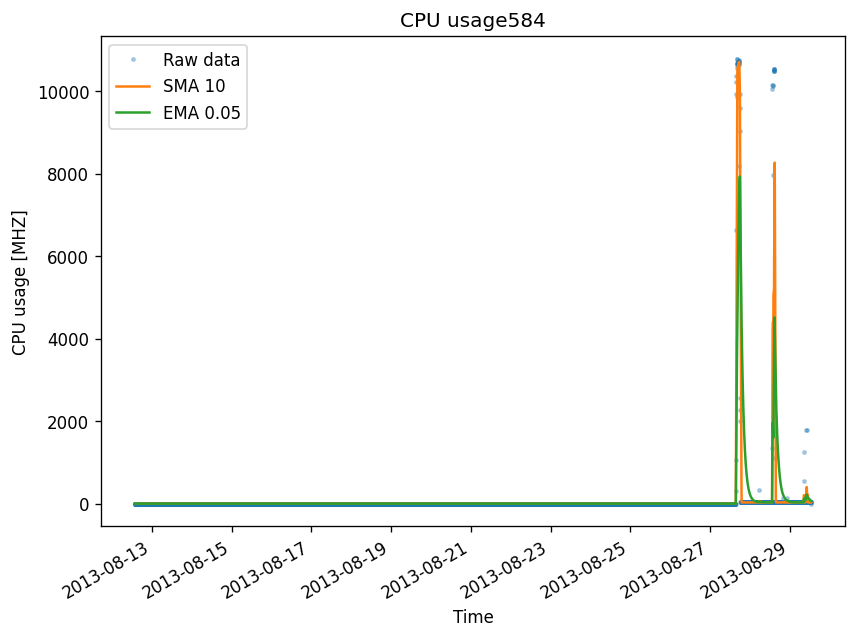 CPU usage584
Raw data
SMA 10
EMA 0.05
CPU usage [MHZ]
10000
8000
6000
4000
2000
0
2013-08-13
2013-08-15
2013-08-17
2013-08-19
2013-08-21
2013-08-23
2013-08-25
2013-08-27
2013-08-29
Time